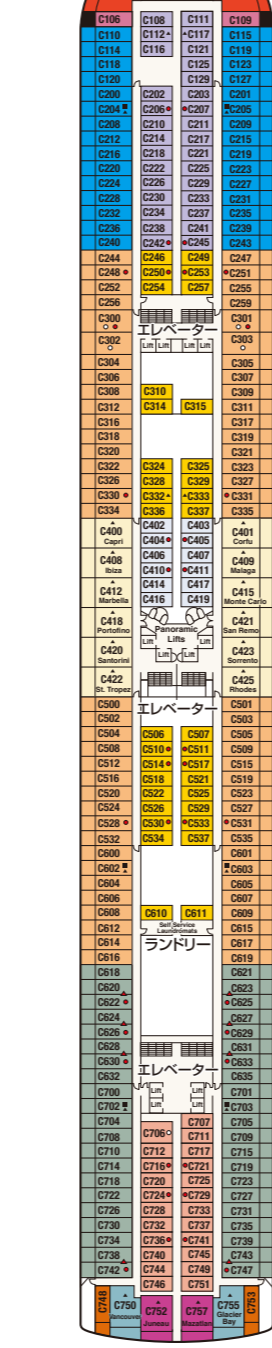 C106 C108 C111 C109
C110 C112 C117 C115
C114 C116 C121 C119
C118 C125 C123
C120 C129 C127
C200 C202 C203 C201
C204 C206 C207 C205
C208 C210 C211 C209
C212 C214 C217 C215
C216 C218 C221 C219
C220 C222 C225 C223
C224 C226 C229 C227
C228 C230 C233 C231
C232 C234 C237 C235
C236 C238 C241 C239
C240 C242 C245 C243
C244 C246 C249 C247
C248 C250 C253 C251
C252 C254 C257 C255
C256 C259
C300 C301
エレベーター
C302 Lift Lift Lift Lift C303
C304 C305
C306 C307
C308 C310 C309
C312 C314 C315 C311
C316 C317
C318 C319
C320 C321
C322 C324 C325 C323
C326 C328 C329 C327
C330 C332 C333 C331
C334 C336 C337 C335
C400 Capri C402 C403 C401 Corfu
C404 C405
C408 Ibiza C406 C407 C409 Malaga
C410 C411
C412 Marbella C414 C417 C415 Monte Carlo
C416 C419
C418 Portofino Panoramic Lifts C421 San Remo
Lift Lift
C420 Santorini Lift Lift C423 Sorrento
C422 St. Tropez C425 Rhodes
エレベーター
C500 C501
C502 C503
C504 C506 C507 C505
C508 C510 C511 C509
C512 C514 C517 C515
C516 C518 C521 C519
C520 C522 C525 C523
C524 C526 C529 C527
C528 C530 C533 C531
C532 C534 C537 C535
C600 C601
C602 C603
C604 C605
C606 C607
C608 C610 C611 C609
C612 Self Service Laundromats C615
C614 ランドリー C617
C616 C619
C618 C621
C620 C623
C622 C625
C624 C627
C626 C629
C628 C631
C630 C633
エレベーター
C632 C635
C700 Lift Lift C701
C702 Lift Lift C703
C704 C707 C705
C708 C706 C711 C709
C710 C712 C717 C715
C714 C716 C721 C719
C718 C720 C725 C723
C722 C724 C729 C727
C726 C728 C733 C731
C730 C732 C737 C735
C734 C736 C741 C739
C738 C740 C745 C743
C742 C744 C749 C747
C746 C751
C748 C750 Vancouver C752 Juneau C757 Mazatlan C755 Glacier Bay C753